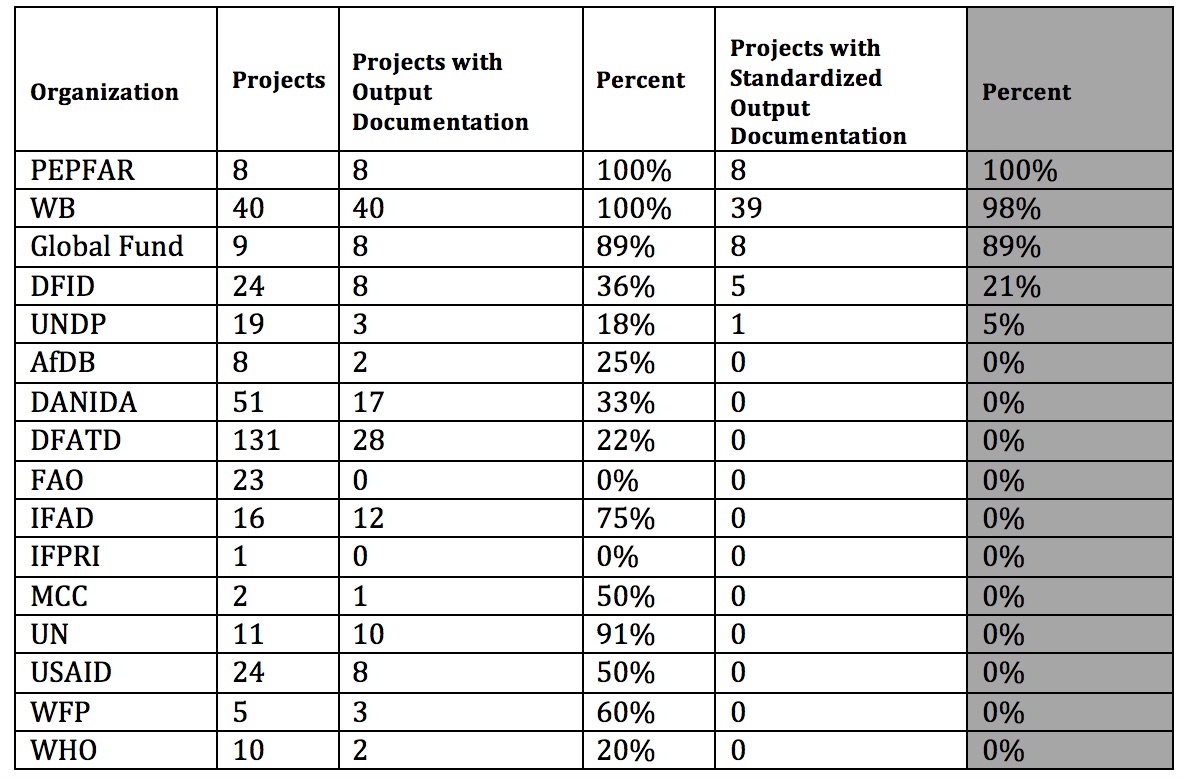 Organization Projects Projects with Output Documentation Percent Projects with Standardized Output Documentation Percent
PEPFAR 8 8 100% 8 100%
WB 40 40 100% 39 98%
Global Fund 9 8 89% 8 89%
DFID 24 8 36% 5 21%
UNDP 19 3 18% 1 5%
AfDB 8 2 25% 0 0%
DANIDA 51 17 33% 0 0%
DFATD 131 28 22% 0 0%
FAO 23 0 0% 0 0%
IFAD 16 12 75% 0 0%
IFPRI 1 0 0% 0 0%
MCC 2 1 50% 0 0%
UN 11 10 91% 0 0%
USAID 24 8 50% 0 0%
WFP 5 3 60% 0 0%
WHO 10 2 20% 0 0%